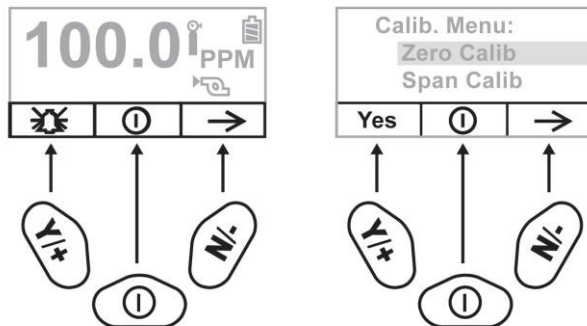 100.0 PPM
Y/+
N/-
Calib. Menu:
Zero Calib
Span Calib
Yes
Y/+
N/-